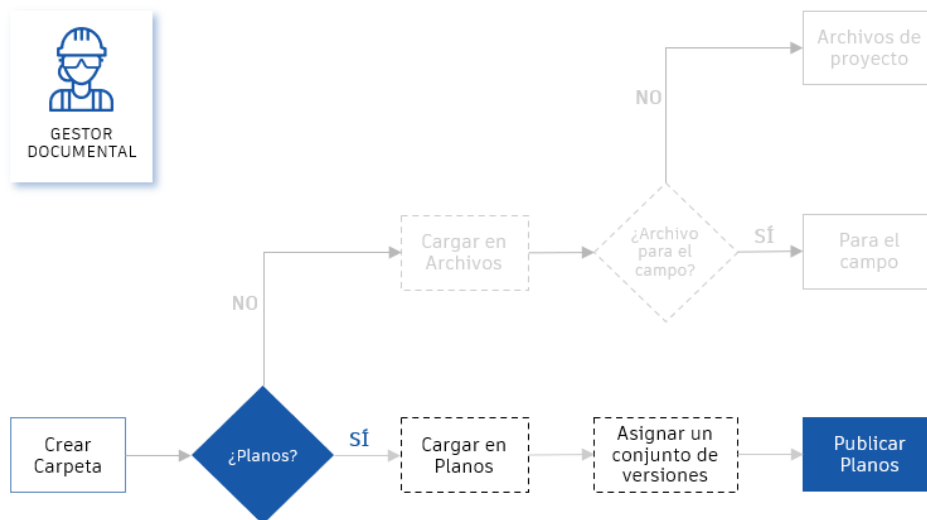 GESTOR
DOCUMENTAL
Archivos de
proyecto
NO
Cargar en
Archivos
¿Archivo
para el
campo?
SÍ
Para el
campo
NO
Crear
Carpeta
¿Planos?
SÍ
Cargar en
Planos
Asignar un
conjunto de
versiones
Publicar
Planos